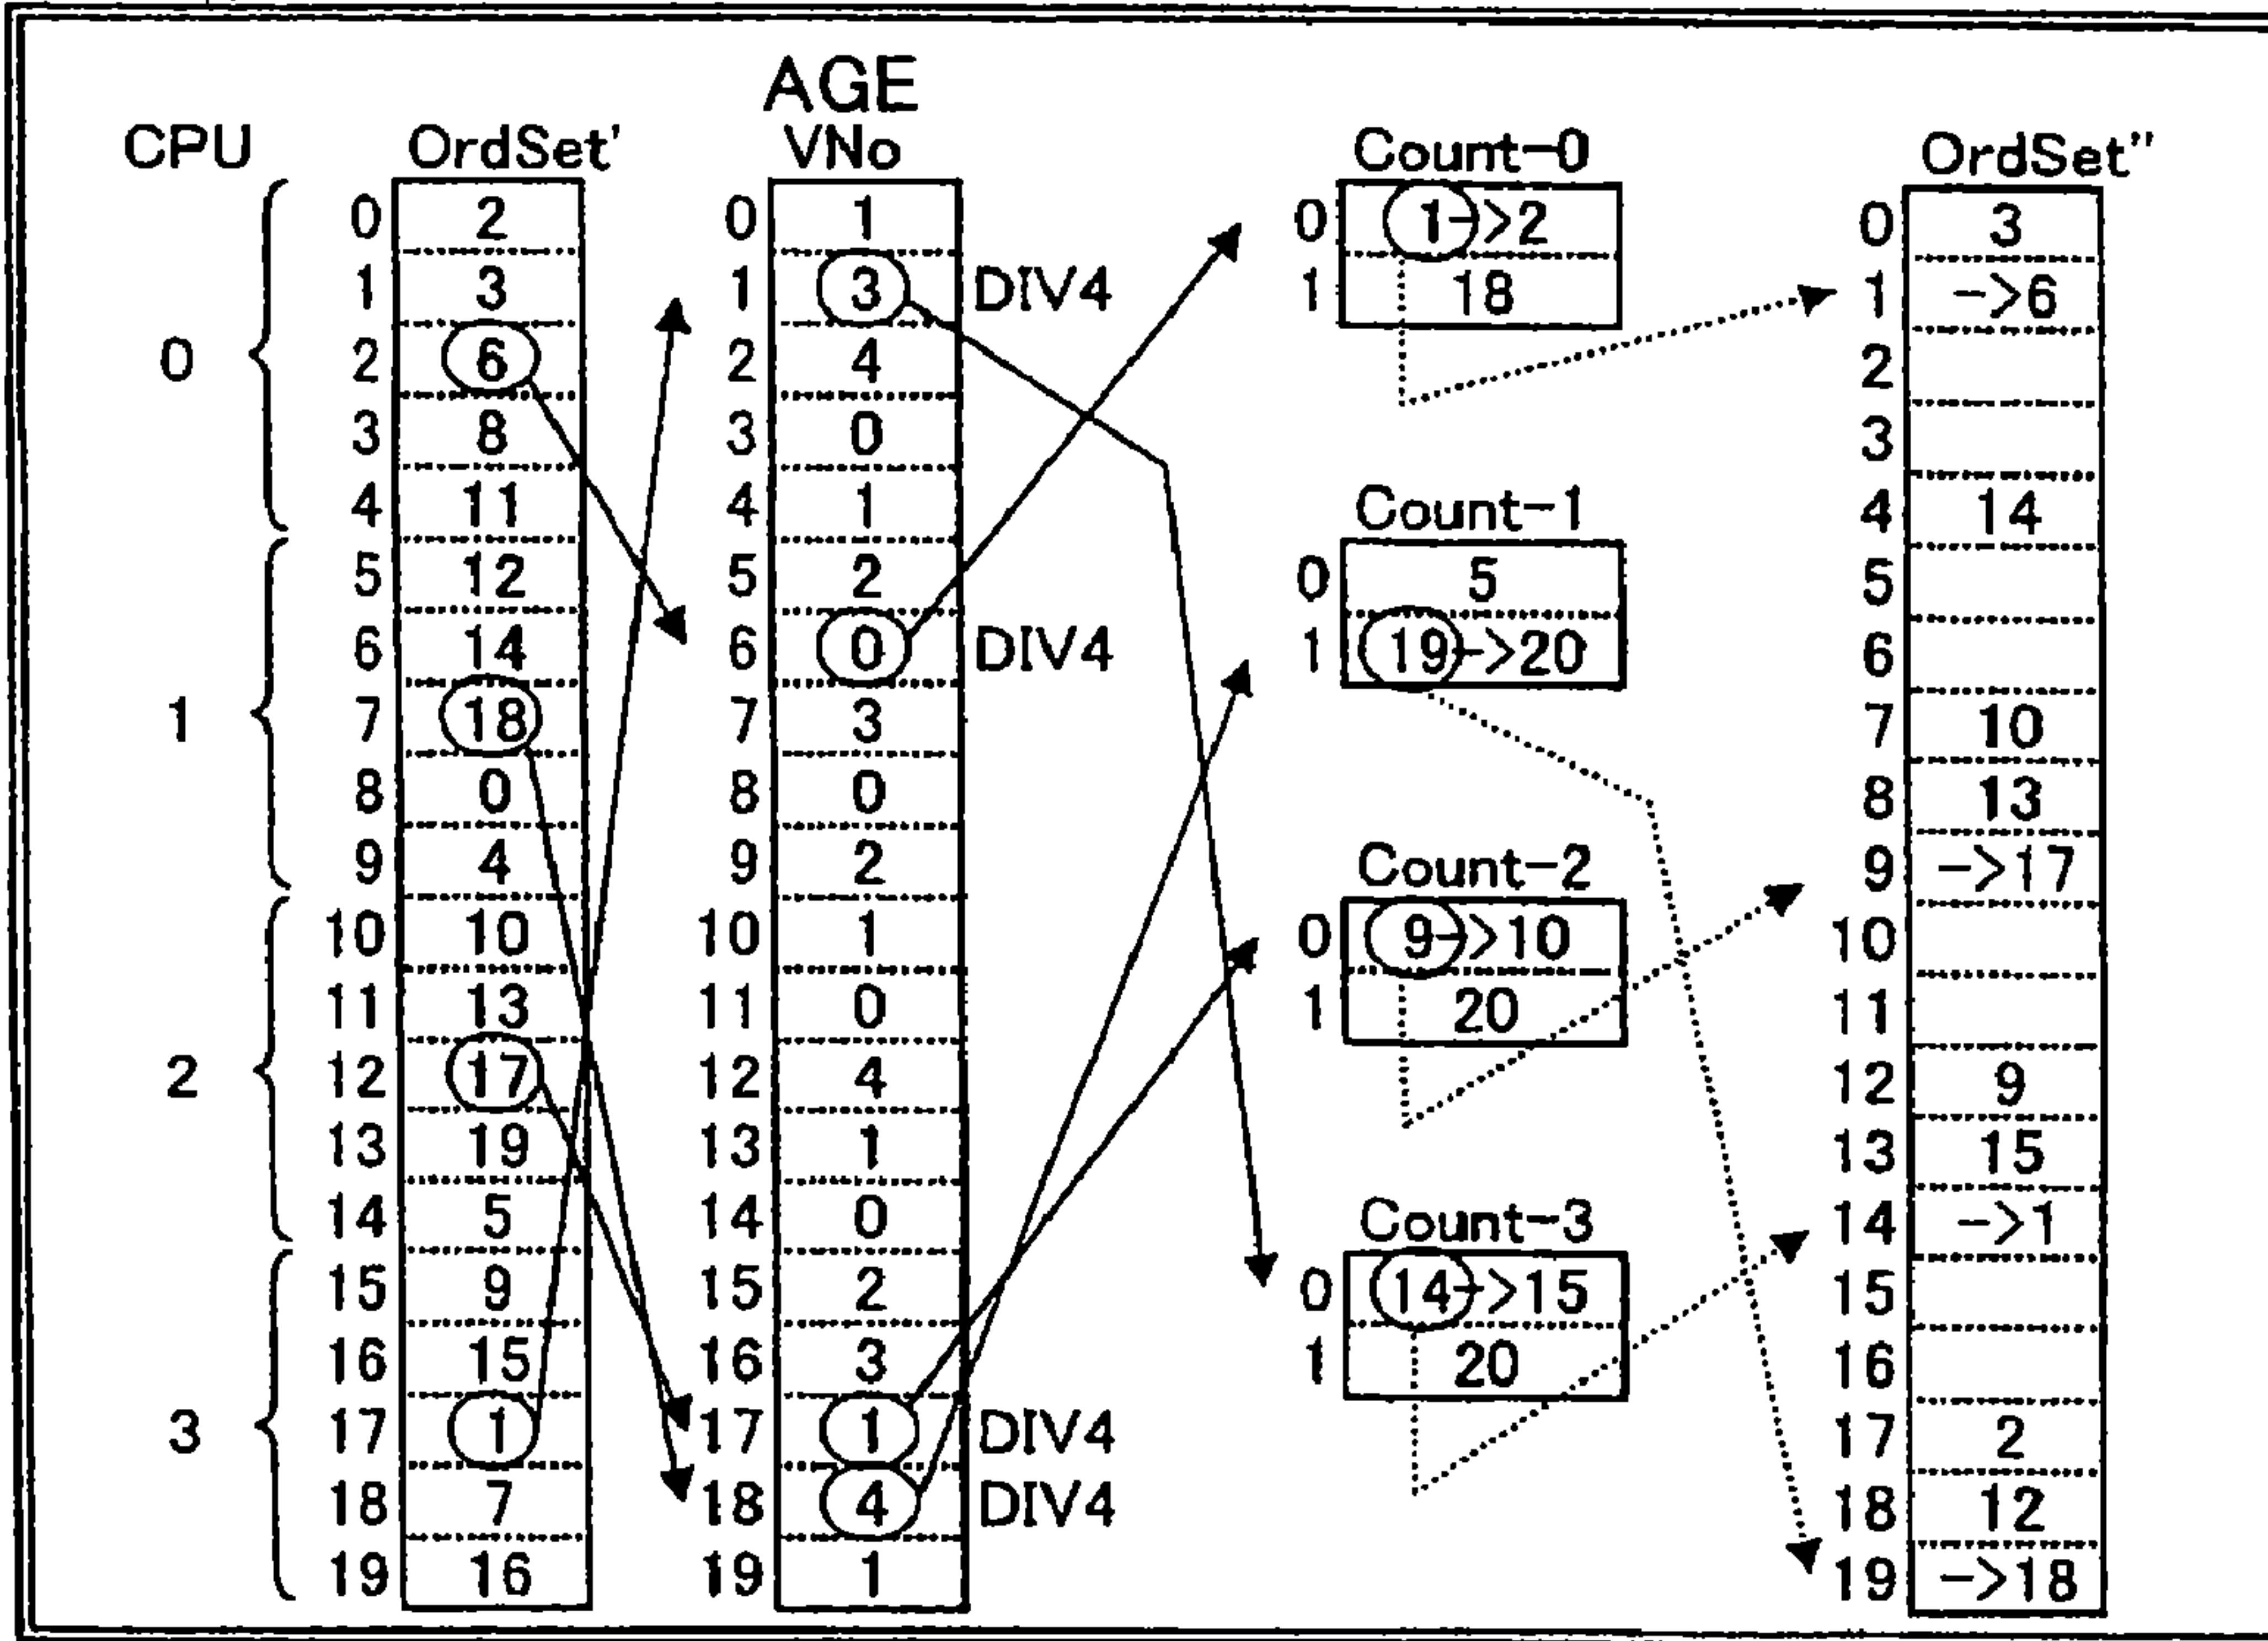 AGE
CPU OrdSet' VNo Count-0 OrdSet"
0 2 0 1 0 1->2 0 3
1 3 1 3 DIV4 1 18 1 ->6
0 2 6 2 4 2
3 8 3 0 3
4 11 4 1 Count-1 4 14
5 12 5 2 0 5 5
6 14 6 0 DIV4 1 19->20 6
1 7 18 7 3 7 10
8 0 8 0 8 13
9 4 9 2 Count-2 9 ->17
10 10 10 1 0 9->10 10
11 13 11 0 1 20 11
2 12 17 12 4 12 9
13 19 13 1 13 15
14 5 14 0 Count-3 14 ->1
15 9 15 2 0 14->15 15
16 15 16 3 1 20 16
3 17 1 17 1 DIV4 17 2
18 7 18 4 DIV4 18 12
19 16 19 1 19 ->18